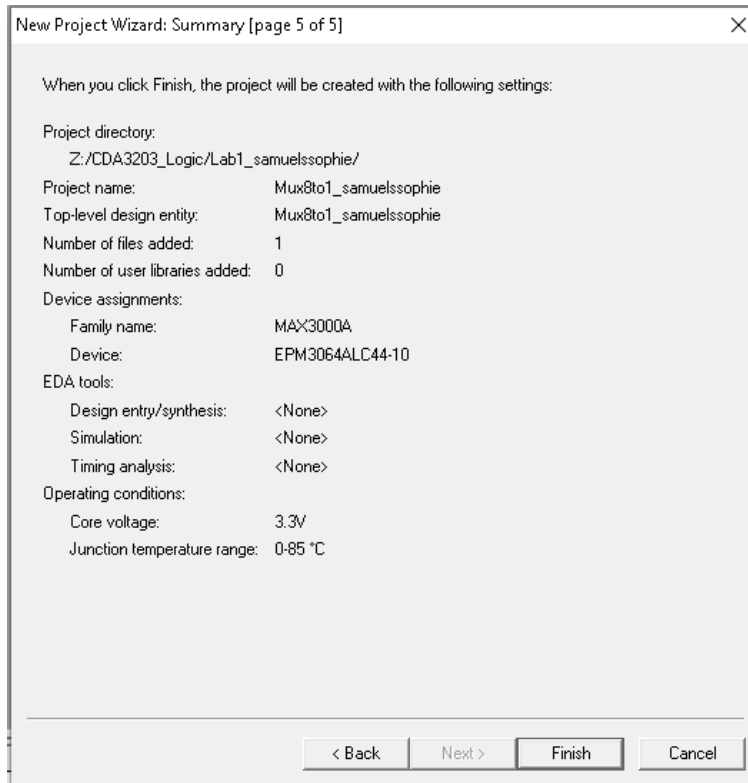 New Project Wizard: Summary [page 5 of 5]
When you click Finish, the project will be created with the following settings:
Project directory:
Z:/CDA3203_Logic/Lab1_samuelssophie/
Project name: Mux8to1_samuelssophie
Top-level design entity: Mux8to1_samuelssophie
Number of files added: 1
Number of user libraries added: 0
Device assignments:
Family name: MAX3000A
Device: EPM3064ALC44-10
EDA tools:
Design entry/synthesis: <None>
Simulation: <None>
Timing analysis: <None>
Operating conditions:
Core voltage: 3.3V
Junction temperature range: 0-85 °C
< Back Next > Finish Cancel